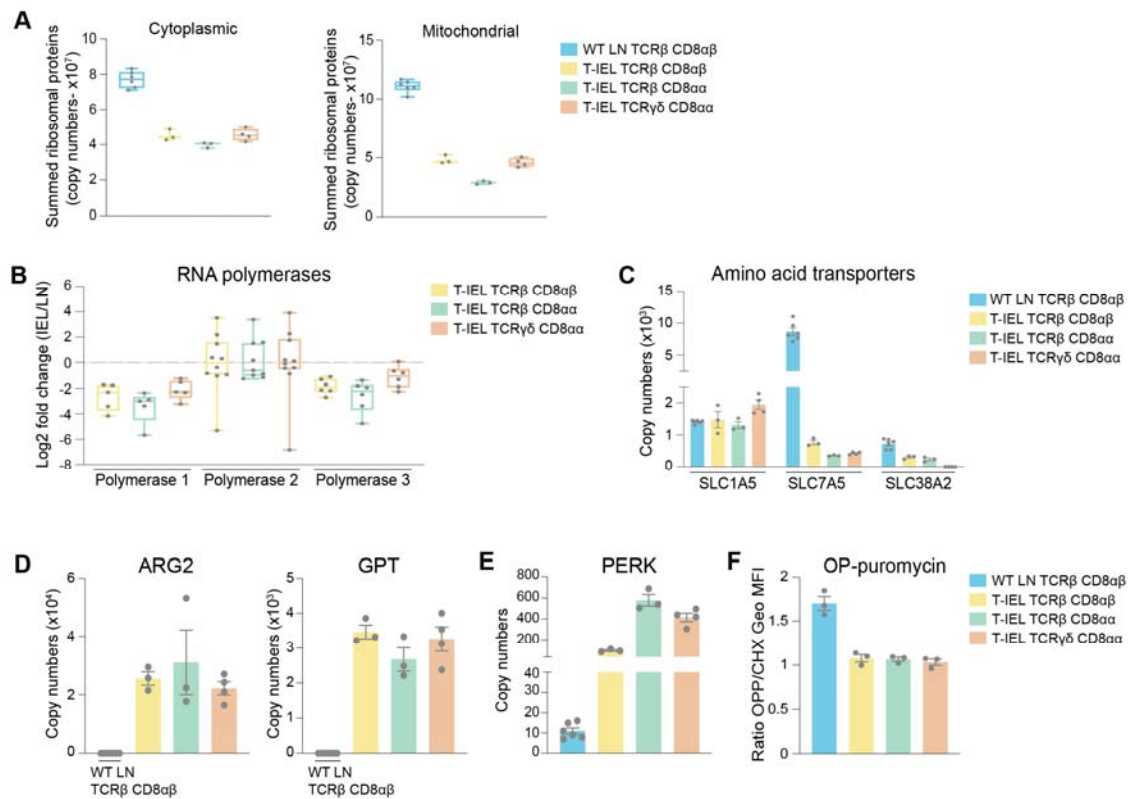 A
Cytoplasmic
Summed ribosomal proteins
(copy numbers- x10⁷)
10
8
6
4
2
0
Mitochondrial
Summed ribosomal proteins
(copy numbers- x10⁷)
15
10
5
0
WT LN TCRβ CD8αβ
T-IEL TCRβ CD8αβ
T-IEL TCRβ CD8αα
T-IEL TCRγδ CD8αα
B
RNA polymerases
Log2 fold change (IEL/LN)
6
4
2
0
-2
-4
-6
-8
Polymerase 1
Polymerase 2
Polymerase 3
T-IEL TCRβ CD8αβ
T-IEL TCRβ CD8αα
T-IEL TCRγδ CD8αα
C
Amino acid transporters
Copy numbers (x10³)
15
10
5
2
1
0
SLC1A5
SLC7A5
SLC38A2
WT LN TCRβ CD8αβ
T-IEL TCRβ CD8αβ
T-IEL TCRβ CD8αα
T-IEL TCRγδ CD8αα
D
ARG2
Copy numbers (x10⁴)
6
4
2
0
WT LN
TCRβ CD8αβ
GPT
Copy numbers (x10³)
5
4
3
2
1
0
WT LN
TCRβ CD8αβ
E
PERK
Copy numbers
800
600
400
200
40
30
20
10
0
F
OP-puromycin
Ratio OPP/CHX Geo MFI
2
1.5
1
0.5
0
WT LN TCRβ CD8αβ
T-IEL TCRβ CD8αβ
T-IEL TCRβ CD8αα
T-IEL TCRγδ CD8αα